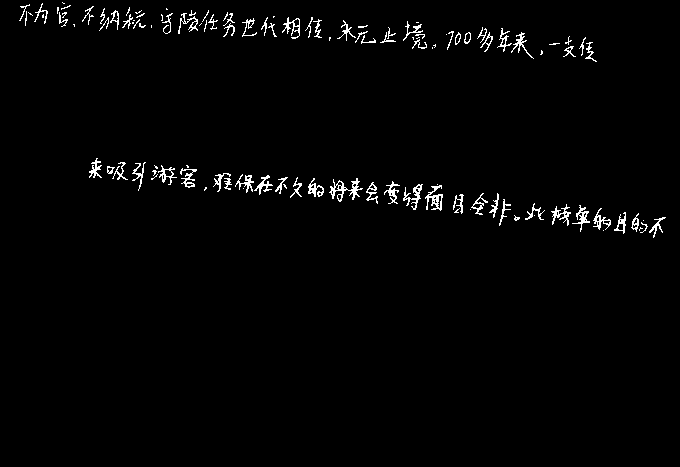 不为官、不纳税，守陵任务世代相传，永无止境。700多年来，一支传
来吸引游客，难保在不久的将来会变得面目全非。此榜单的目的不